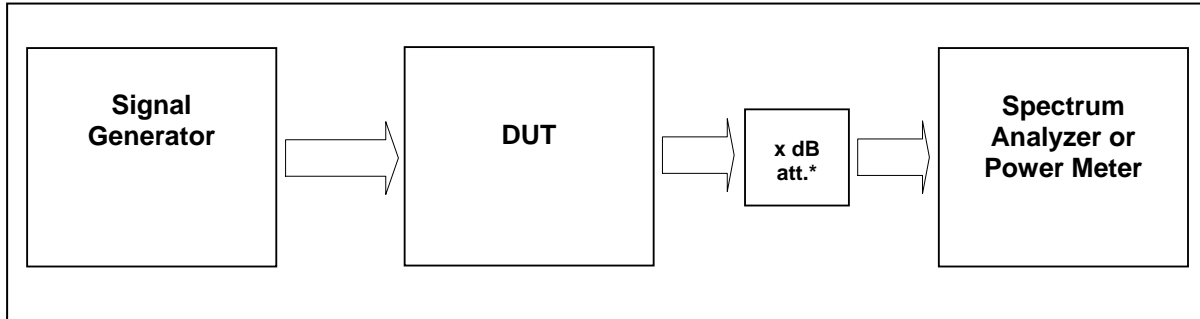 Signal
Generator
DUT
x dB
att.*
Spectrum
Analyzer or
Power Meter